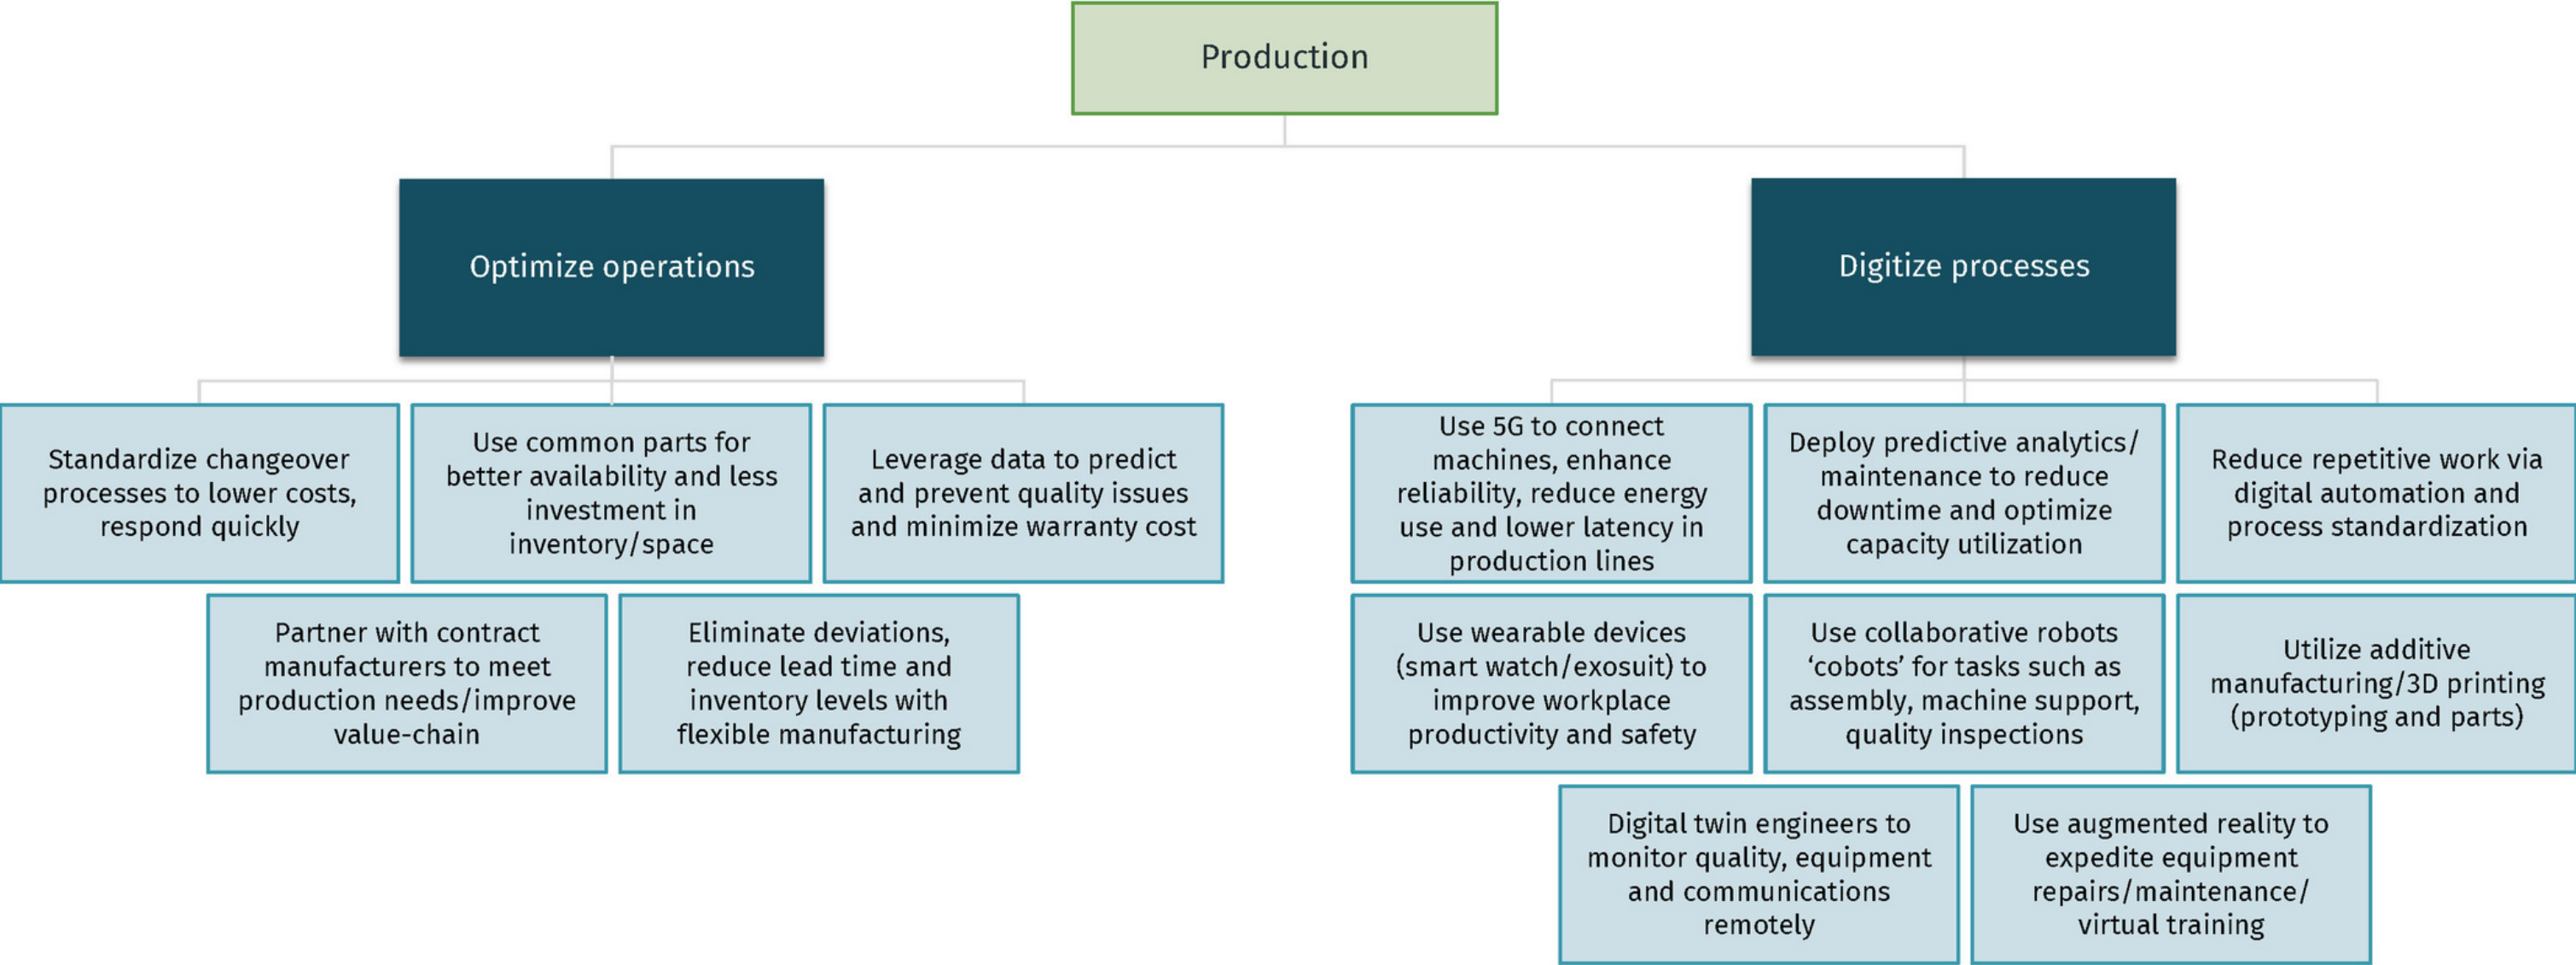 Production
Optimize operations
Digitize processes
Standardize changeover
processes to lower costs,
respond quickly
Use common parts for
better availability and less
investment in
inventory/space
Leverage data to predict
and prevent quality issues
and minimize warranty cost
Use 5G to connect
machines, enhance
reliability, reduce energy
use and lower latency in
production lines
Deploy predictive analytics/
maintenance to reduce
downtime and optimize
capacity utilization
Reduce repetitive work via
digital automation and
process standardization
Partner with contract
manufacturers to meet
production needs/improve
value-chain
Eliminate deviations,
reduce lead time and
inventory levels with
flexible manufacturing
Use wearable devices
(smart watch/exosuit) to
improve workplace
productivity and safety
Use collaborative robots
‘cobots’ for tasks such as
assembly, machine support,
quality inspections
Utilize additive
manufacturing/3D printing
(prototyping and parts)
Digital twin engineers to
monitor quality, equipment
and communications
remotely
Use augmented reality to
expedite equipment
repairs/maintenance/
virtual training